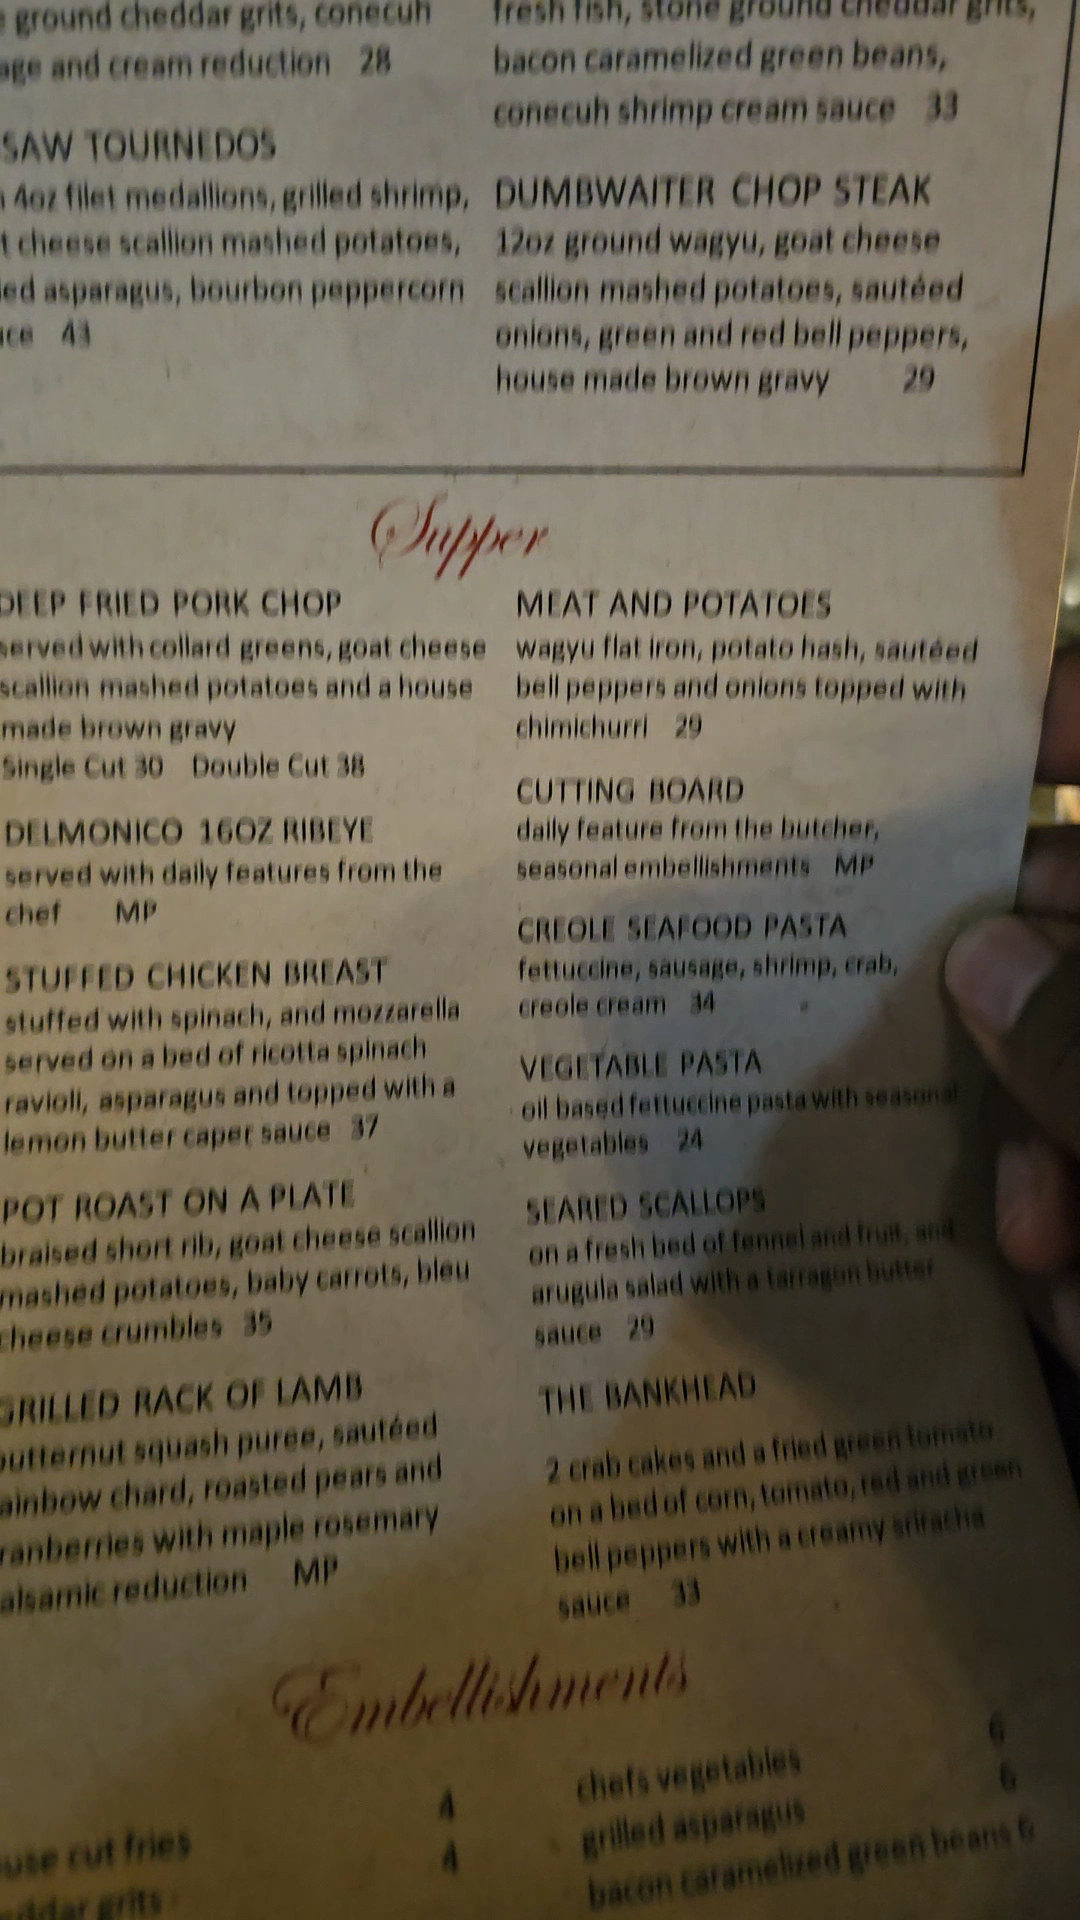 ground cheddar grits, conecuh
and cream reduction 28
TOURNEDOS
4oz filet medallions, grilled shrimp,
cheese scallion mashed potatoes,
asparagus, bourbon peppercorn
43
fresh fish, stone ground cheddar grits,
bacon caramelized green beans,
conecuh shrimp cream sauce 33
DUMBWAITER CHOP STEAK
12oz ground wagyu, goat cheese
scallion mashed potatoes, sautéed
onions, green and red bell peppers,
house made brown gravy 29
Supper
DEEP FRIED PORK CHOP
served with collard greens, goat cheese
scallion mashed potatoes and a house
made brown gravy
Single Cut 30 Double Cut 38
DELMONICO 16OZ RIBEYE
served with daily features from the
chef MP
STUFFED CHICKEN BREAST
stuffed with spinach, and mozzarella
served on a bed of ricotta spinach
ravioli, asparagus and topped with a
lemon butter caper sauce 37
POT ROAST ON A PLATE
braised short rib, goat cheese scallion
mashed potatoes, baby carrots, bleu
cheese crumbles 35
GRILLED RACK OF LAMB
butternut squash puree, sautéed
rainbow chard, roasted pears and
cranberries with maple rosemary
balsamic reduction MP
MEAT AND POTATOES
wagyu flat iron, potato hash, sautéed
bell peppers and onions topped with
chimichurri 29
CUTTING BOARD
daily feature from the butcher,
seasonal embellishments MP
CREOLE SEAFOOD PASTA
fettuccine, sausage, shrimp, crab,
creole cream 34
VEGETABLE PASTA
oil based fettuccine pasta with seasonal
vegetables 24
SEARED SCALLOPS
on a fresh bed of fennel and fruit, and
arugula salad with a tarragon butter
sauce 29
THE BANKHEAD
2 crab cakes and a fried green tomato
on a bed of corn, tomato, red and green
bell peppers with a creamy sriracha
sauce 33
Embellishments
cut fries 4
grits 4
chefs vegetables 6
grilled asparagus 6
bacon caramelized green beans 6